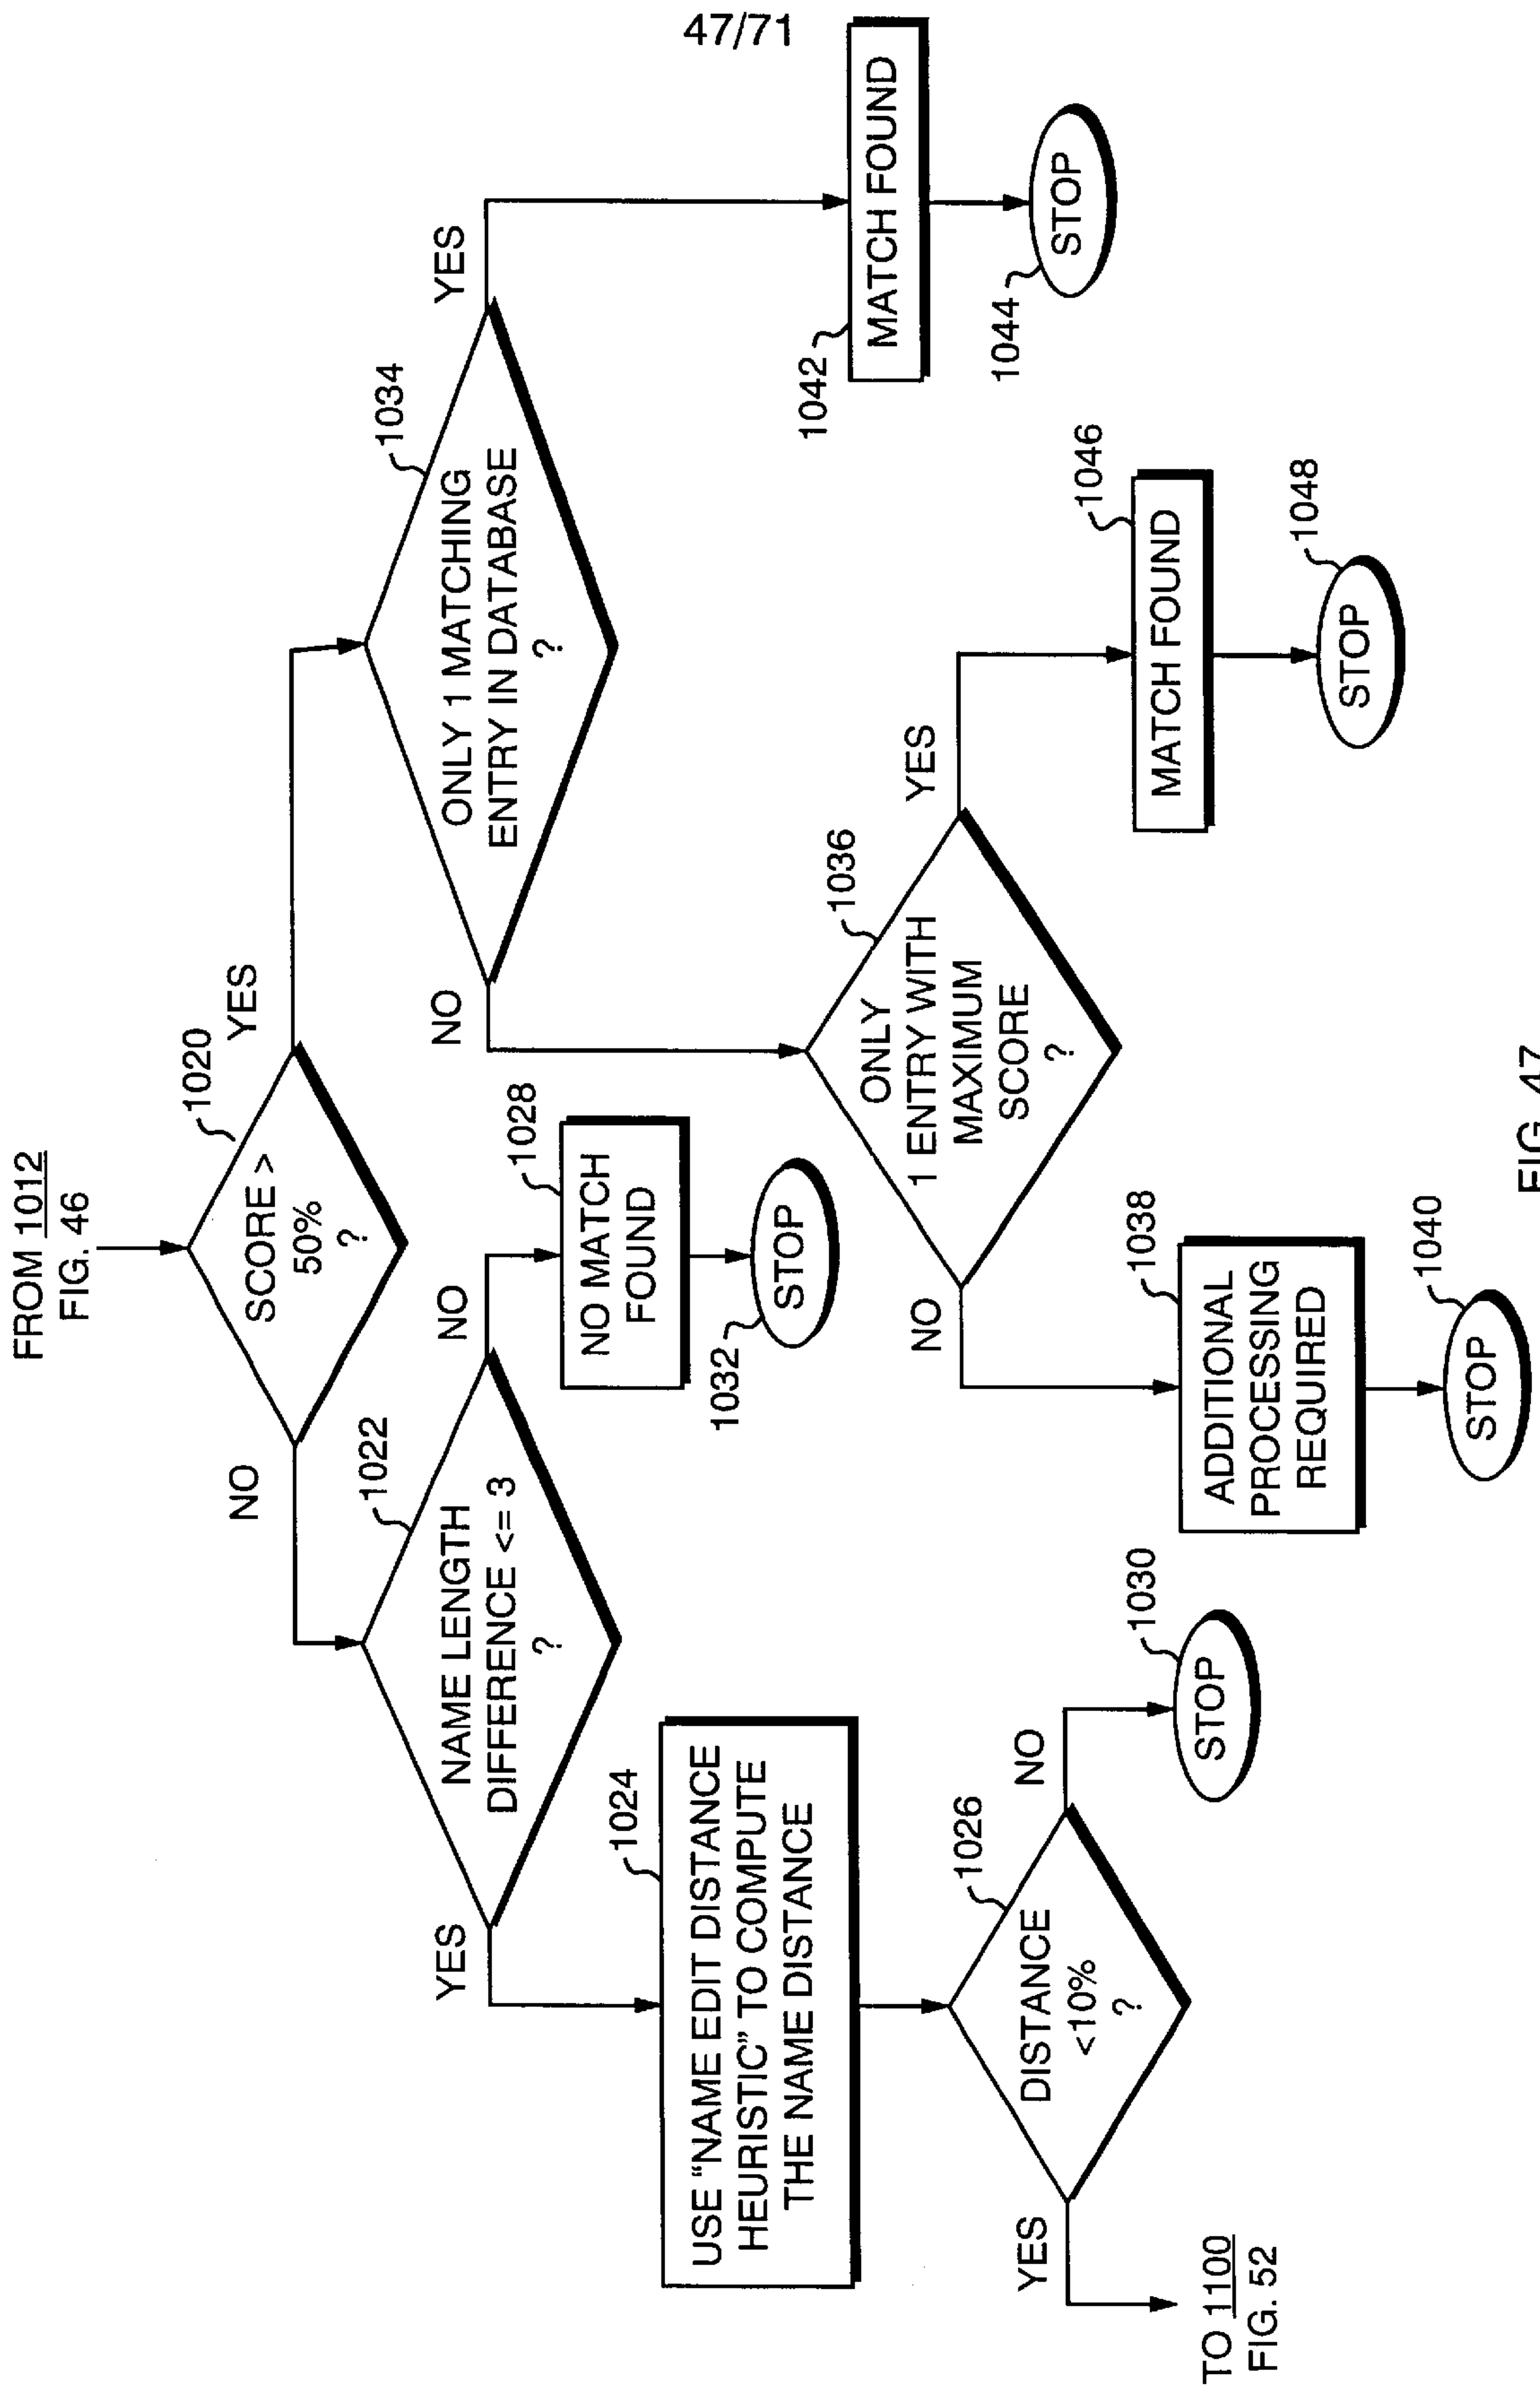 47/71
FROM 1012
FIG. 46
1020
SCORE >
50%
?
NO
YES
1022
NAME LENGTH
DIFFERENCE <= 3
?
YES
NO
1034
ONLY 1 MATCHING
ENTRY IN DATABASE
?
NO
YES
1024
USE "NAME EDIT DISTANCE
HEURISTIC" TO COMPUTE
THE NAME DISTANCE
1028
NO MATCH
FOUND
1032
STOP
1026
DISTANCE
<10%
?
YES
NO
TO 1100
FIG. 52
1030
STOP
1036
ONLY
1 ENTRY WITH
MAXIMUM
SCORE
?
NO
YES
1042
MATCH FOUND
1044
STOP
1038
ADDITIONAL
PROCESSING
REQUIRED
1040
STOP
1046
MATCH FOUND
1048
STOP
FIG. 47